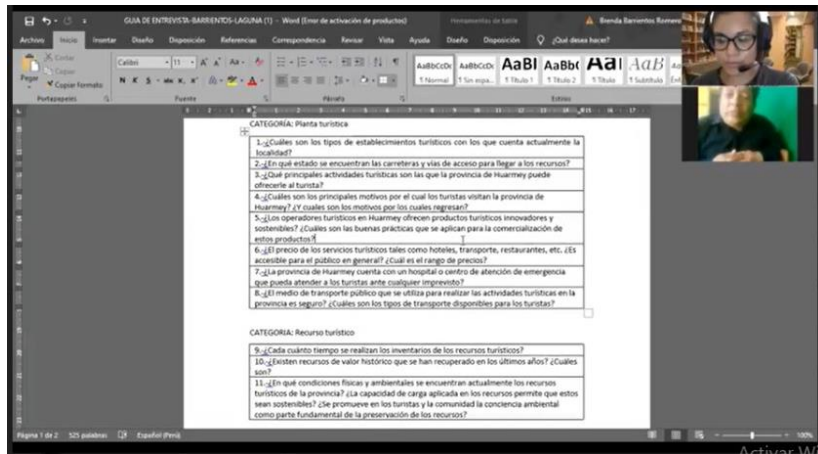 GUIA DE ENTREVISTA-BARRIENTOS-LAGUNA (1) - Word (Error de activación de productos)
Herramientas de tabla
Brenda Barrientos Romero
Archivo Inicio Insertar Diseño Disposición Referencias Correspondencia Revisar Vista Ayuda Diseño Disposición ¿Qué desea hacer?
Cortar
Copiar
Pegar
Copiar formato
Calibri 11
N K S
AaBbCcDc AaBbCcDc AaBI AaBb( AaI AaB
1 Normal 1 Sin espa... Título 1 Título 2 Título Subtítulo
Portapapeles Fuente Párrafo Estilos
CATEGORÍA: Planta turística
1.-¿Cuáles son los tipos de establecimientos turísticos con los que cuenta actualmente la
localidad?
2.-¿En qué estado se encuentran las carreteras y vías de acceso para llegar a los recursos?
3.-¿Qué principales actividades turísticas son las que la provincia de Huarmey puede
ofrecerle al turista?
4.-¿Cuáles son los principales motivos por el cual los turistas visitan la provincia de
Huarmey? ¿Y cuales son los motivos por los cuales regresan?
5.-¿Los operadores turísticos en Huarmey ofrecen productos turísticos innovadores y
sostenibles? ¿Cuáles son las buenas prácticas que se aplican para la comercialización de
estos productos?
6.-¿El precio de los servicios turísticos tales como hoteles, transporte, restaurantes, etc. ¿Es
accesible para el público en general? ¿Cuál es el rango de precios?
7.-¿La provincia de Huarmey cuenta con un hospital o centro de atención de emergencia
que pueda atender a los turistas ante cualquier imprevisto?
8.-¿El medio de transporte público que se utiliza para realizar las actividades turísticas en la
provincia es seguro? ¿Cuáles son los tipos de transporte disponibles para los turistas?
CATEGORIA: Recurso turístico
9.-¿Cada cuánto tiempo se realizan los inventarios de los recursos turísticos?
10.-¿Existen recursos de valor histórico que se han recuperado en los últimos años? ¿Cuáles
son?
11.-¿En qué condiciones físicas y ambientales se encuentran actualmente los recursos
turísticos de la provincia? ¿La capacidad de carga aplicada en los recursos permite que estos
sean sostenibles? ¿Se promueve en los turistas y la comunidad la conciencia ambiental
como parte fundamental de la preservación de los recursos?
Página 1 de 2 525 palabras Español (Perú) 100%
Activar Wi